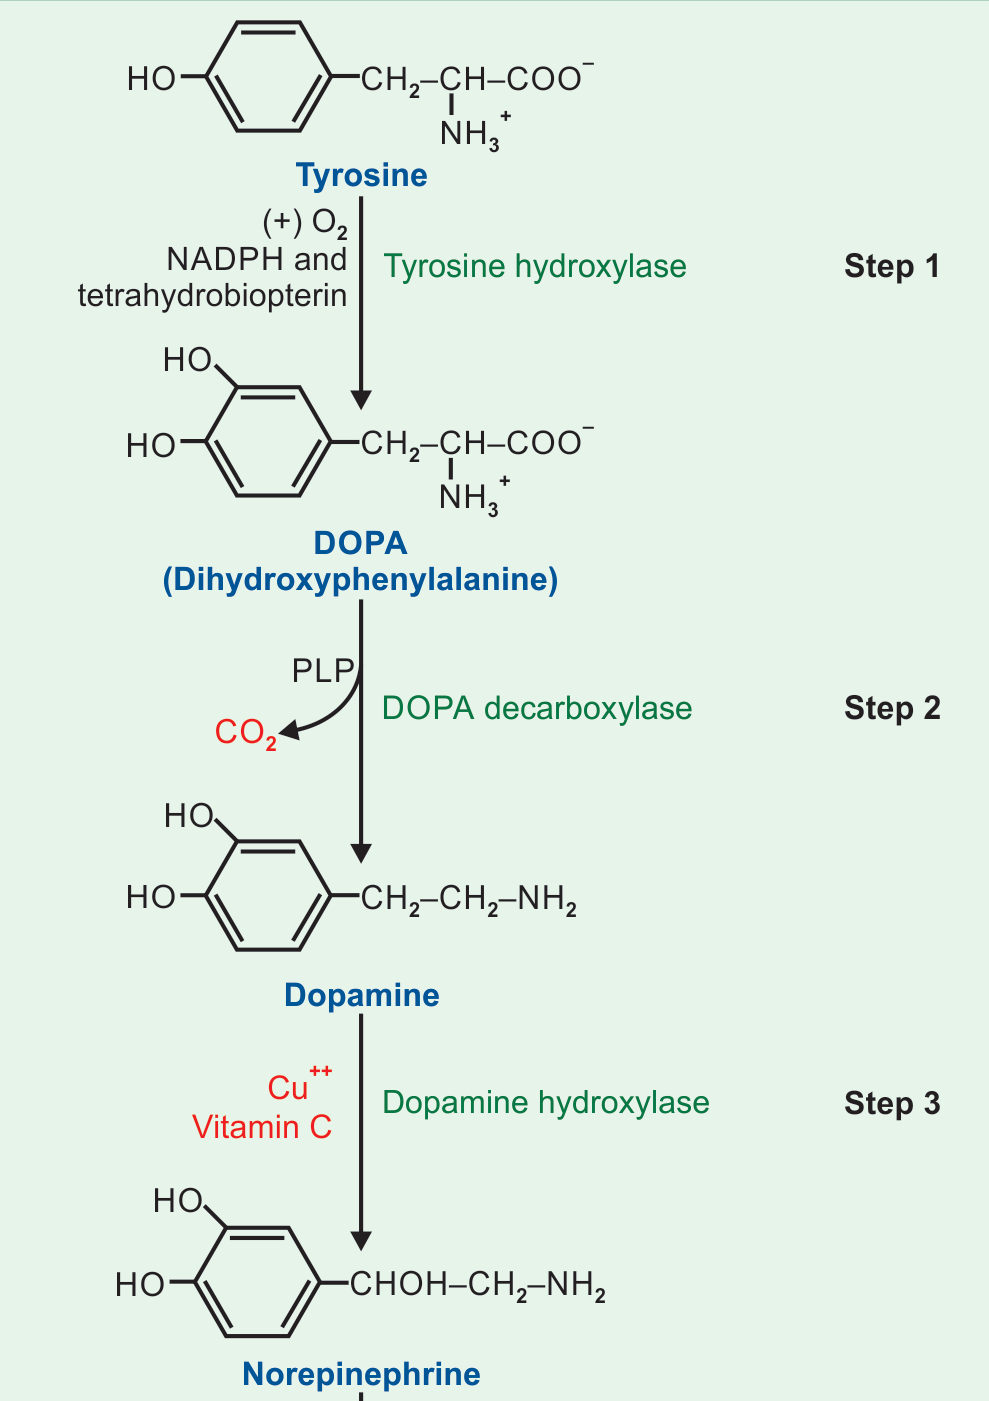 HO
CH₂–CH–COO⁻
NH₃⁺
Tyrosine
(+) O₂
NADPH and
tetrahydrobiopterin
Tyrosine hydroxylase
Step 1
HO
HO
CH₂–CH–COO⁻
NH₃⁺
DOPA
(Dihydroxyphenylalanine)
PLP
CO₂
DOPA decarboxylase
Step 2
HO
HO
CH₂–CH₂–NH₂
Dopamine
Cu⁺⁺
Vitamin C
Dopamine hydroxylase
Step 3
HO
HO
CHOH–CH₂–NH₂
Norepinephrine